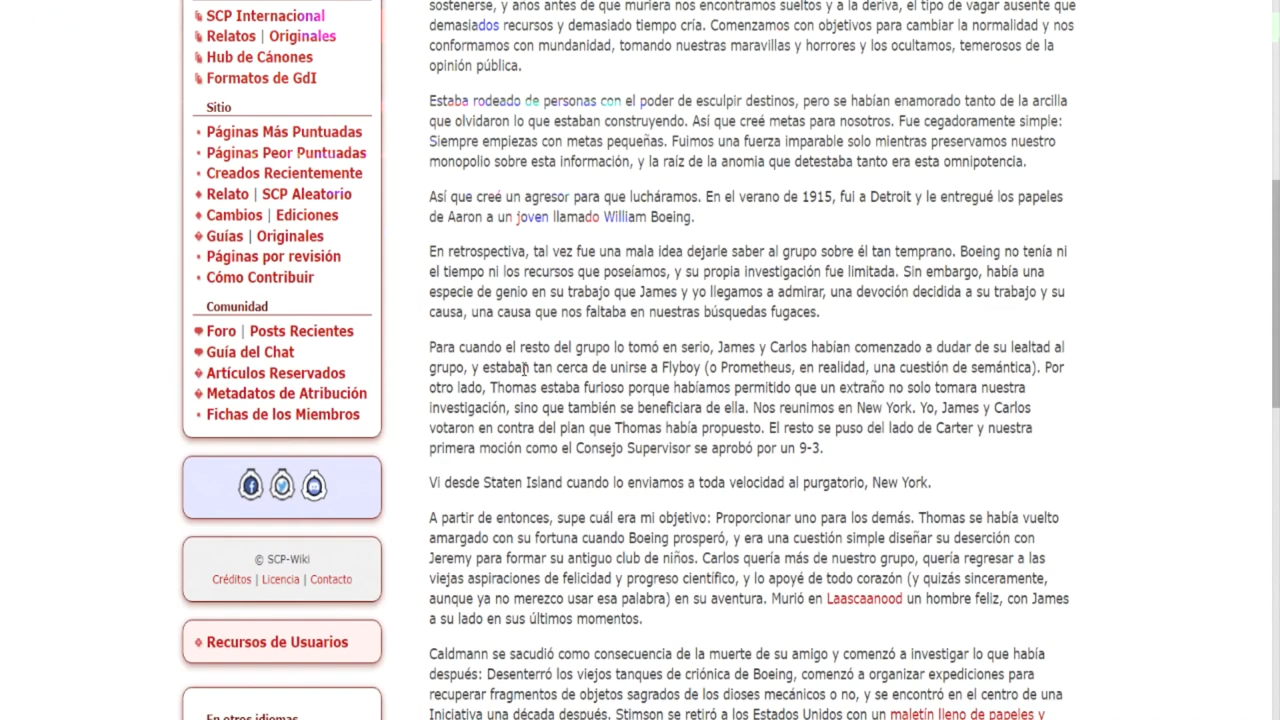 SCP Internacional
Relatos | Originales
Hub de Cánones
Formatos de GdI
Sitio
Páginas Más Puntuadas
Páginas Peor Puntuadas
Creados Recientemente
Relato | SCP Aleatorio
Cambios | Ediciones
Guías | Originales
Páginas por revisión
Cómo Contribuir
Comunidad
Foro | Posts Recientes
Guía del Chat
Artículos Reservados
Metadatos de Atribución
Fichas de los Miembros
© SCP-Wiki
Créditos | Licencia | Contacto
Recursos de Usuarios
En otros idiomas
sostenerse, y años antes de que muriera nos encontramos sueltos y a la deriva, el tipo de vagar ausente que
demasiados recursos y demasiado tiempo cría. Comenzamos con objetivos para cambiar la normalidad y nos
conformamos con mundanidad, tomando nuestras maravillas y horrores y los ocultamos, temerosos de la
opinión pública.
Estaba rodeado de personas con el poder de esculpir destinos, pero se habían enamorado tanto de la arcilla
que olvidaron lo que estaban construyendo. Así que creé metas para nosotros. Fue cegadoramente simple:
Siempre empiezas con metas pequeñas. Fuimos una fuerza imparable solo mientras preservamos nuestro
monopolio sobre esta información, y la raíz de la anomia que detestaba tanto era esta omnipotencia.
Así que creé un agresor para que lucháramos. En el verano de 1915, fui a Detroit y le entregué los papeles
de Aaron a un joven llamado William Boeing.
En retrospectiva, tal vez fue una mala idea dejarle saber al grupo sobre él tan temprano. Boeing no tenía ni
el tiempo ni los recursos que poseíamos, y su propia investigación fue limitada. Sin embargo, había una
especie de genio en su trabajo que James y yo llegamos a admirar, una devoción decidida a su trabajo y su
causa, una causa que nos faltaba en nuestras búsquedas fugaces.
Para cuando el resto del grupo lo tomó en serio, James y Carlos habían comenzado a dudar de su lealtad al
grupo, y estaban tan cerca de unirse a Flyboy (o Prometheus, en realidad, una cuestión de semántica). Por
otro lado, Thomas estaba furioso porque habíamos permitido que un extraño no solo tomara nuestra
investigación, sino que también se beneficiara de ella. Nos reunimos en New York. Yo, James y Carlos
votaron en contra del plan que Thomas había propuesto. El resto se puso del lado de Carter y nuestra
primera moción como el Consejo Supervisor se aprobó por un 9-3.
Vi desde Staten Island cuando lo enviamos a toda velocidad al purgatorio, New York.
A partir de entonces, supe cuál era mi objetivo: Proporcionar uno para los demás. Thomas se había vuelto
amargado con su fortuna cuando Boeing prosperó, y era una cuestión simple diseñar su deserción con
Jeremy para formar su antiguo club de niños. Carlos quería más de nuestro grupo, quería regresar a las
viejas aspiraciones de felicidad y progreso científico, y lo apoyé de todo corazón (y quizás sinceramente,
aunque ya no merezco usar esa palabra) en su aventura. Murió en Laascaanood un hombre feliz, con James
a su lado en sus últimos momentos.
Caldmann se sacudió como consecuencia de la muerte de su amigo y comenzó a investigar lo que había
después: Desenterró los viejos tanques de criónica de Boeing, comenzó a organizar expediciones para
recuperar fragmentos de objetos sagrados de los dioses mecánicos o no, y se encontró en el centro de una
Iniciativa una década después. Stimson se retiró a los Estados Unidos con un maletín lleno de papeles y